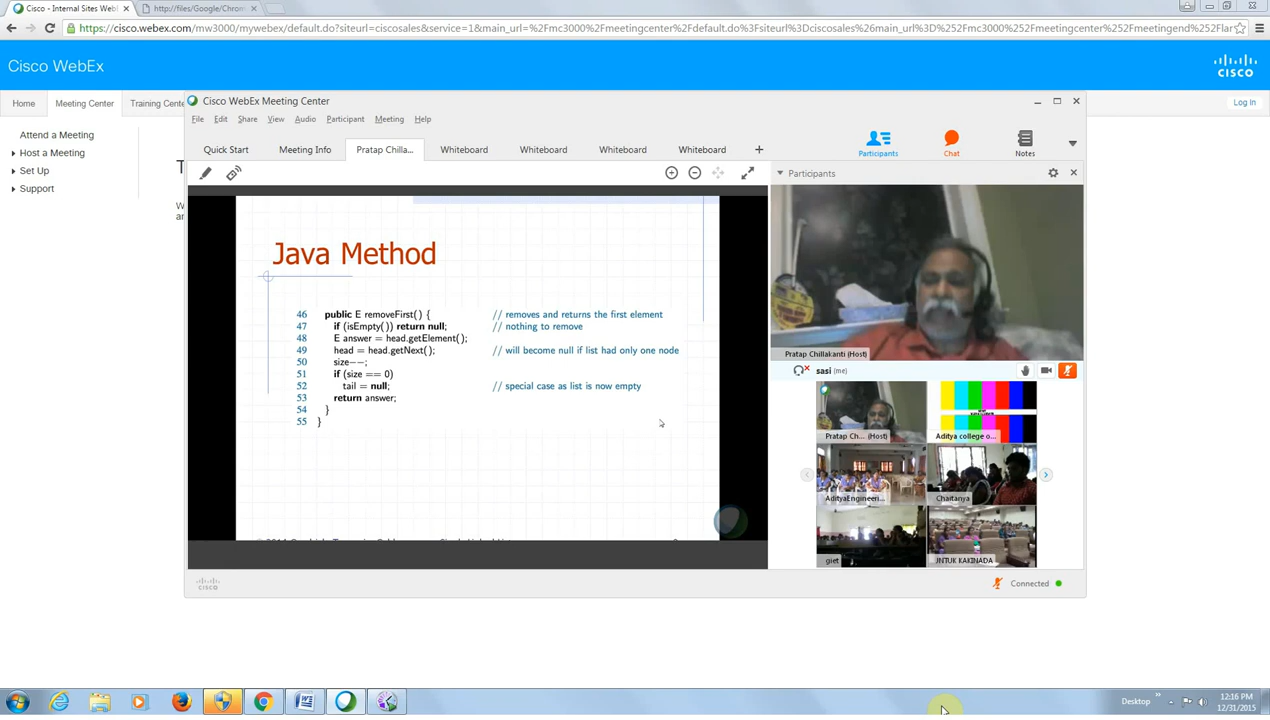 Cisco - Internal Sites Web
http://files/Google/Chrom
https://cisco.webex.com/mw3000/mywebex/default.do?siteurl=ciscosales&service=1&main_url=%2Fmc3000%2Fmeetingcenter%2Fdefault.do%3Fsiteurl%3Dciscosales%26main_url%3D%252Fmc3000%252Fmeetingcenter%252Fmeetingend%252Flar
Cisco WebEx
CISCO
Home
Meeting Center
Training Cente
Log In
Attend a Meeting
Host a Meeting
Set Up
Support
T
W
ar
Cisco WebEx Meeting Center
File Edit Share View Audio Participant Meeting Help
Quick Start
Meeting Info
Pratap Chilla...
Whiteboard
Whiteboard
Whiteboard
Whiteboard
Participants
Chat
Notes
Participants
Java Method
46 public E removeFirst() { // removes and returns the first element
47 if (isEmpty()) return null; // nothing to remove
48 E answer = head.getElement();
49 head = head.getNext(); // will become null if list had only one node
50 size−−;
51 if (size == 0)
52 tail = null; // special case as list is now empty
53 return answer;
54 }
55 }
Pratap Chillakanti (Host)
sasi (me)
Pratap Ch... (Host)
Aditya college o...
AdityaEngineeri...
Chaitanya
giet
JNTUK KAKINADA
CISCO
Connected
Desktop
12:16 PM
12/31/2015